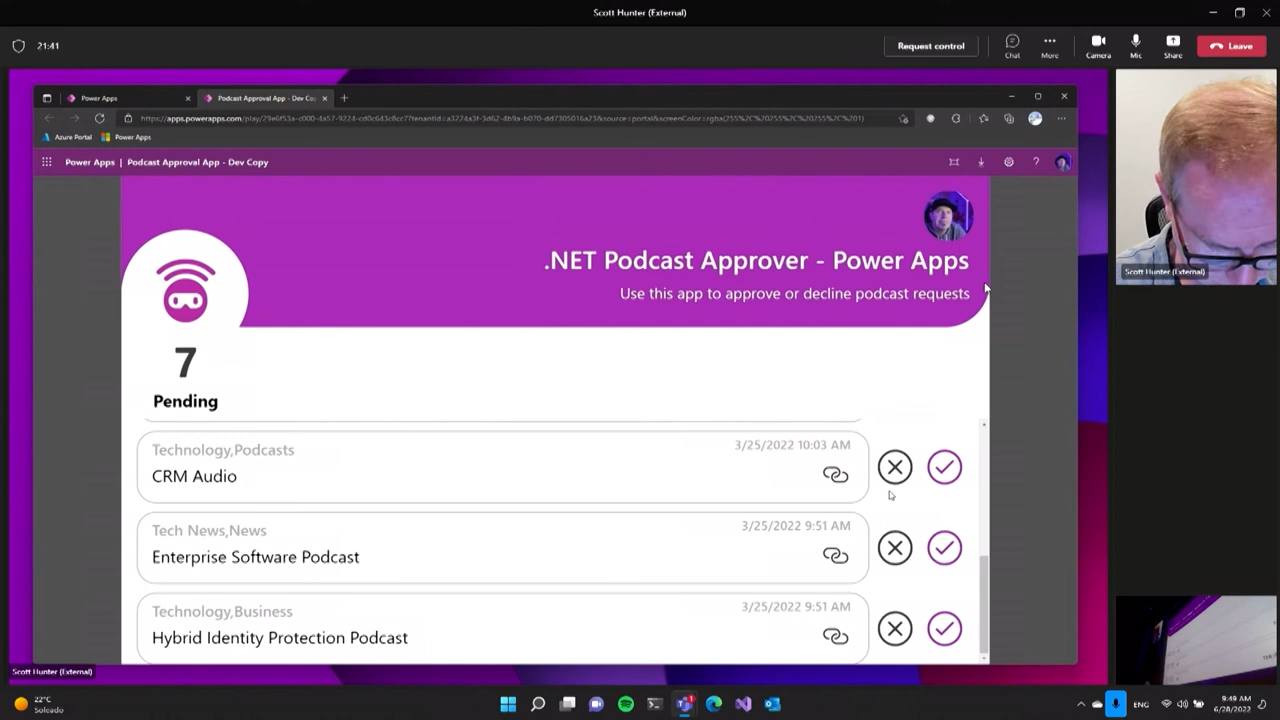 Scott Hunter (External)
21:41
Request control
Chat
More
Camera
Mic
Share
Leave
Power Apps
Podcast Approval App - Dev Co
Azure Portal
Power Apps
Power Apps | Podcast Approval App - Dev Copy
.NET Podcast Approver - Power Apps
Use this app to approve or decline podcast requests
7
Pending
Technology,Podcasts
3/25/2022 10:03 AM
CRM Audio
Tech News,News
3/25/2022 9:51 AM
Enterprise Software Podcast
Technology,Business
3/25/2022 9:51 AM
Hybrid Identity Protection Podcast
Scott Hunter (External)
Scott Hunter (External)
22°C
Soleado
ENG
9:49 AM
6/28/2022